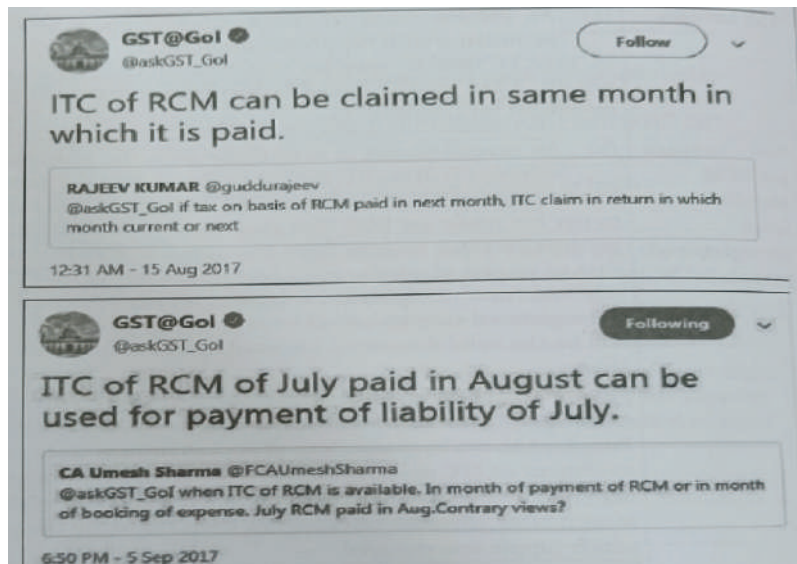 GST@GoI
@askGST_GoI
Follow
ITC of RCM can be claimed in same month in
which it is paid.
RAJEEV KUMAR @guddurajeev
@askGST_GoI if tax on basis of RCM paid in next month, ITC claim in return in which
month current or next
12:31 AM - 15 Aug 2017
GST@GoI
@askGST_GoI
Following
ITC of RCM of July paid in August can be
used for payment of liability of July.
CA Umesh Sharma @FCAUmeshSharma
@askGST_GoI when ITC of RCM is available. In month of payment of RCM or in month
of booking of expense. July RCM paid in Aug.Contrary views?
6:50 PM - 5 Sep 2017